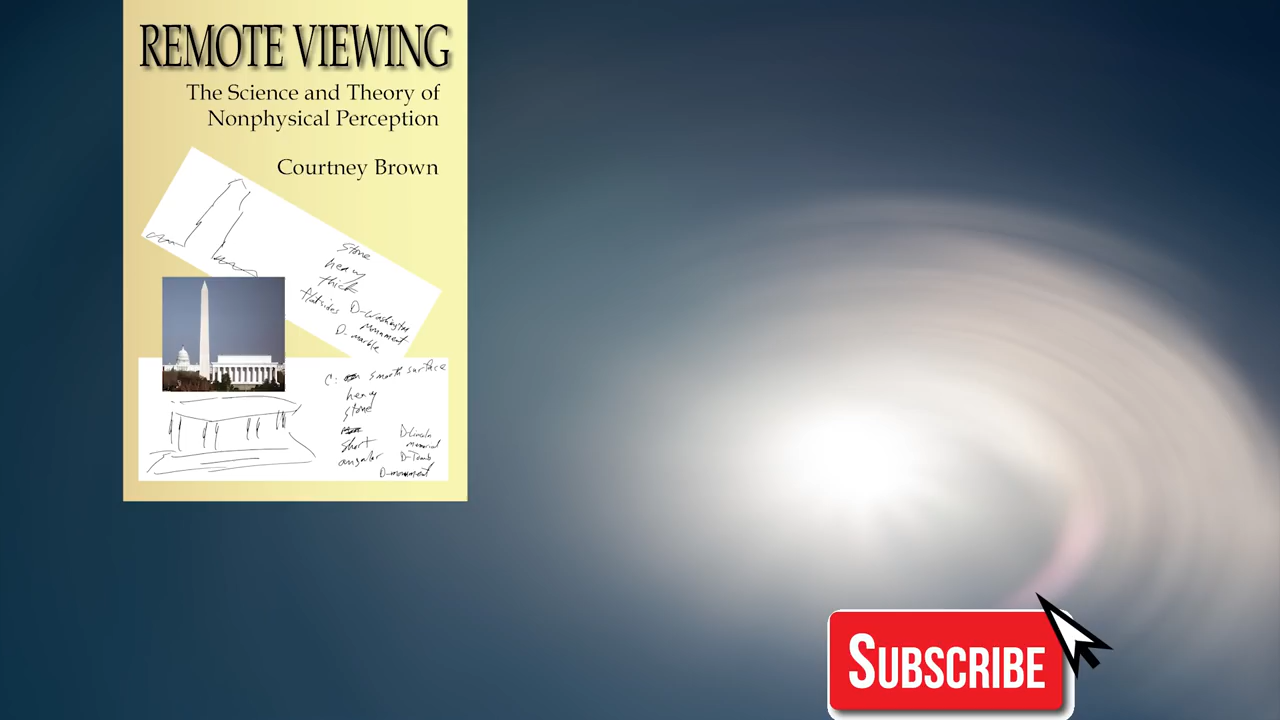 REMOTE VIEWING
The Science and Theory of
Nonphysical Perception
Courtney Brown
Stone
heavy
thick
flatsides
D-Washington
Monument
D-marble
C: smooth surface
heavy
stone
short
angular
D-Lincoln
Memorial
D-Tomb
D-monument
SUBSCRIBE